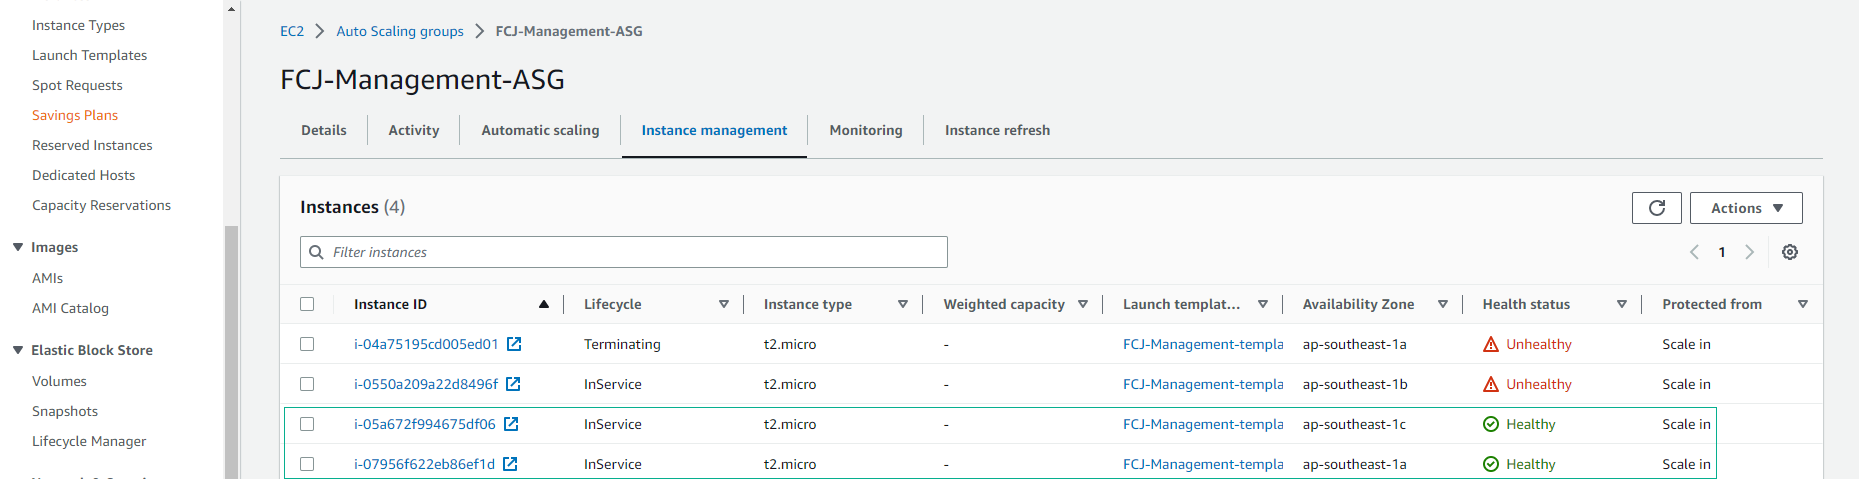 Instance Types
Launch Templates
Spot Requests
Savings Plans
Reserved Instances
Dedicated Hosts
Capacity Reservations
Images
AMIs
AMI Catalog
Elastic Block Store
Volumes
Snapshots
Lifecycle Manager
EC2 > Auto Scaling groups > FCJ-Management-ASG
FCJ-Management-ASG
Details Activity Automatic scaling Instance management Monitoring Instance refresh
Instances (4)
Actions
Filter instances
1
Instance ID Lifecycle Instance type Weighted capacity Launch templat... Availability Zone Health status Protected from
i-04a75195cd005ed01 Terminating t2.micro - FCJ-Management-templa ap-southeast-1a Unhealthy Scale in
i-0550a209a22d8496f InService t2.micro - FCJ-Management-templa ap-southeast-1b Unhealthy Scale in
i-05a672f994675df06 InService t2.micro - FCJ-Management-templa ap-southeast-1c Healthy Scale in
i-07956f622eb86ef1d InService t2.micro - FCJ-Management-templa ap-southeast-1a Healthy Scale in